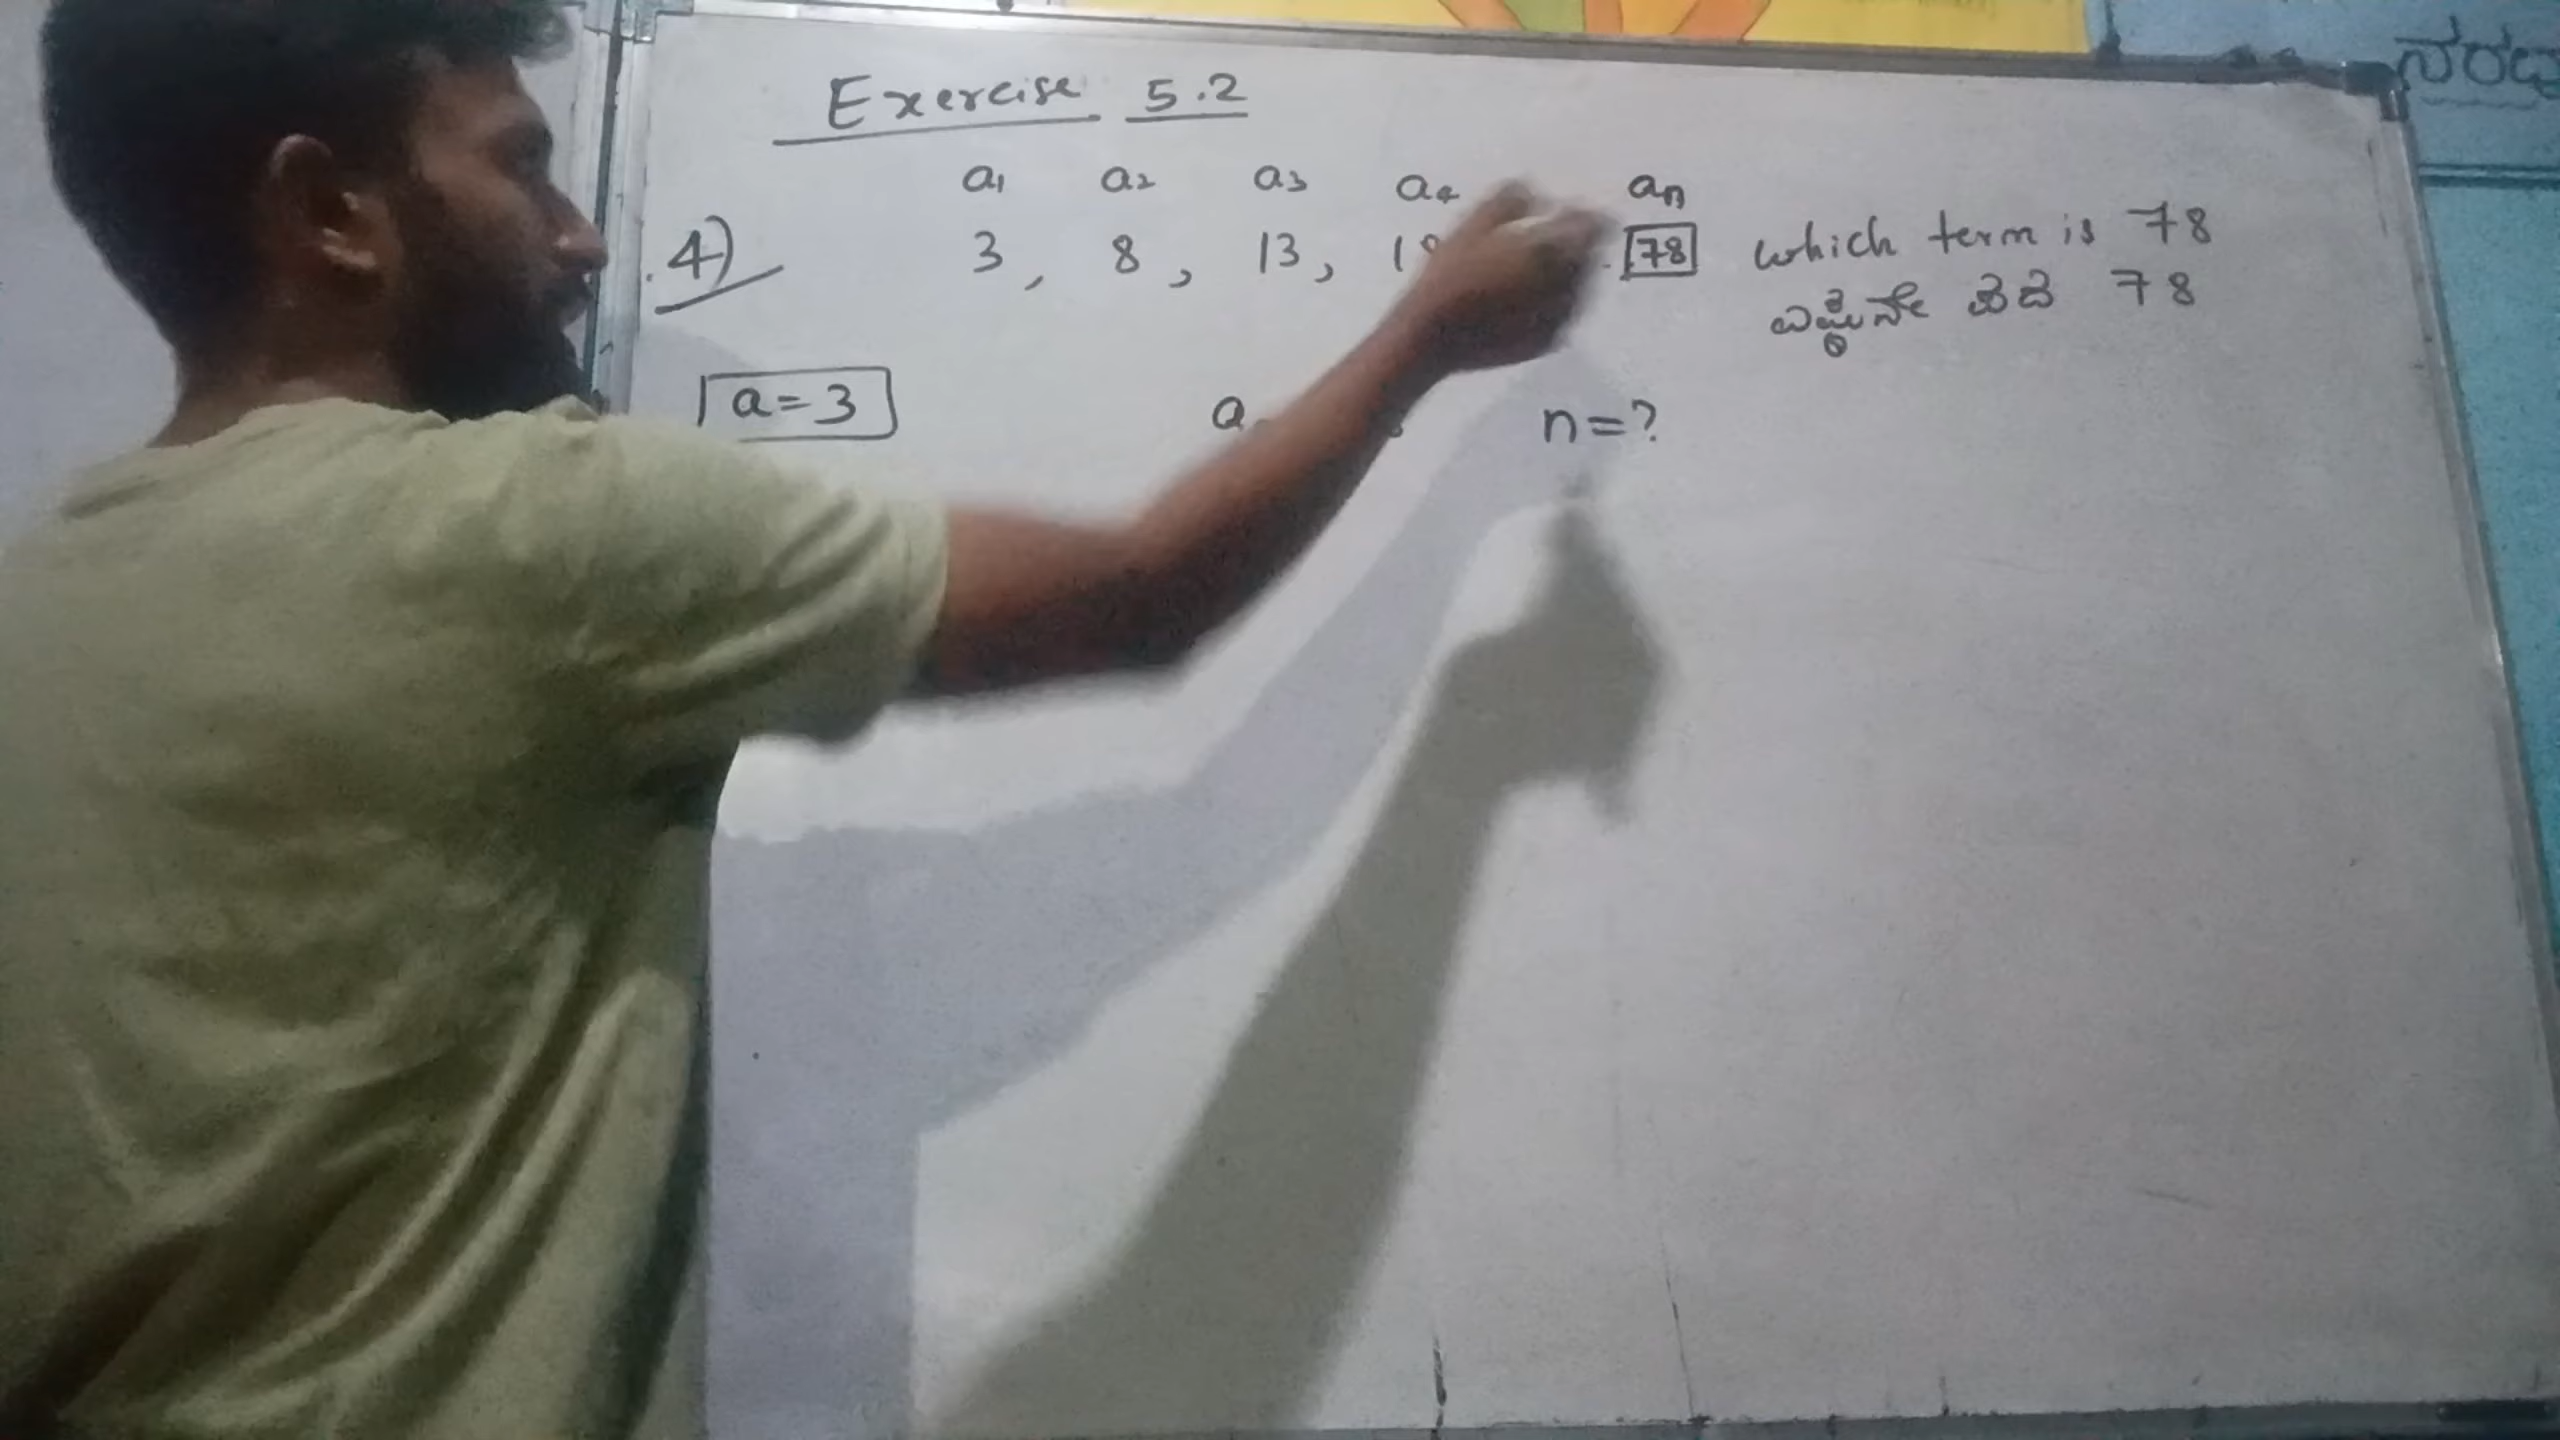 ನರಭ
Exercise 5.2
a1 a2 a3 a4 an
4) 3, 8, 13, 78 which term is 78
ಎಷ್ಟನೇ ಪದ 78
a=3 a n=?